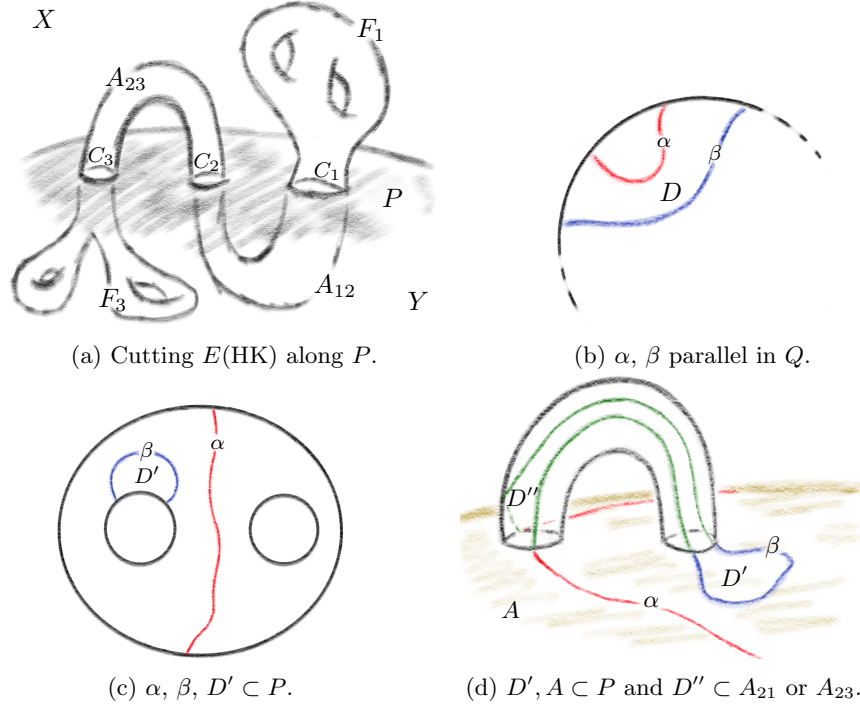 X
F₁
A₂₃
C₃
C₂
C₁
P
F₃
A₁₂
Y
(a) Cutting E(HK) along P.
α
β
D
(b) α, β parallel in Q.
α
β
D′
(c) α, β, D′ ⊂ P.
D″
β
D′
α
A
(d) D′, A ⊂ P and D″ ⊂ A₂₁ or A₂₃.